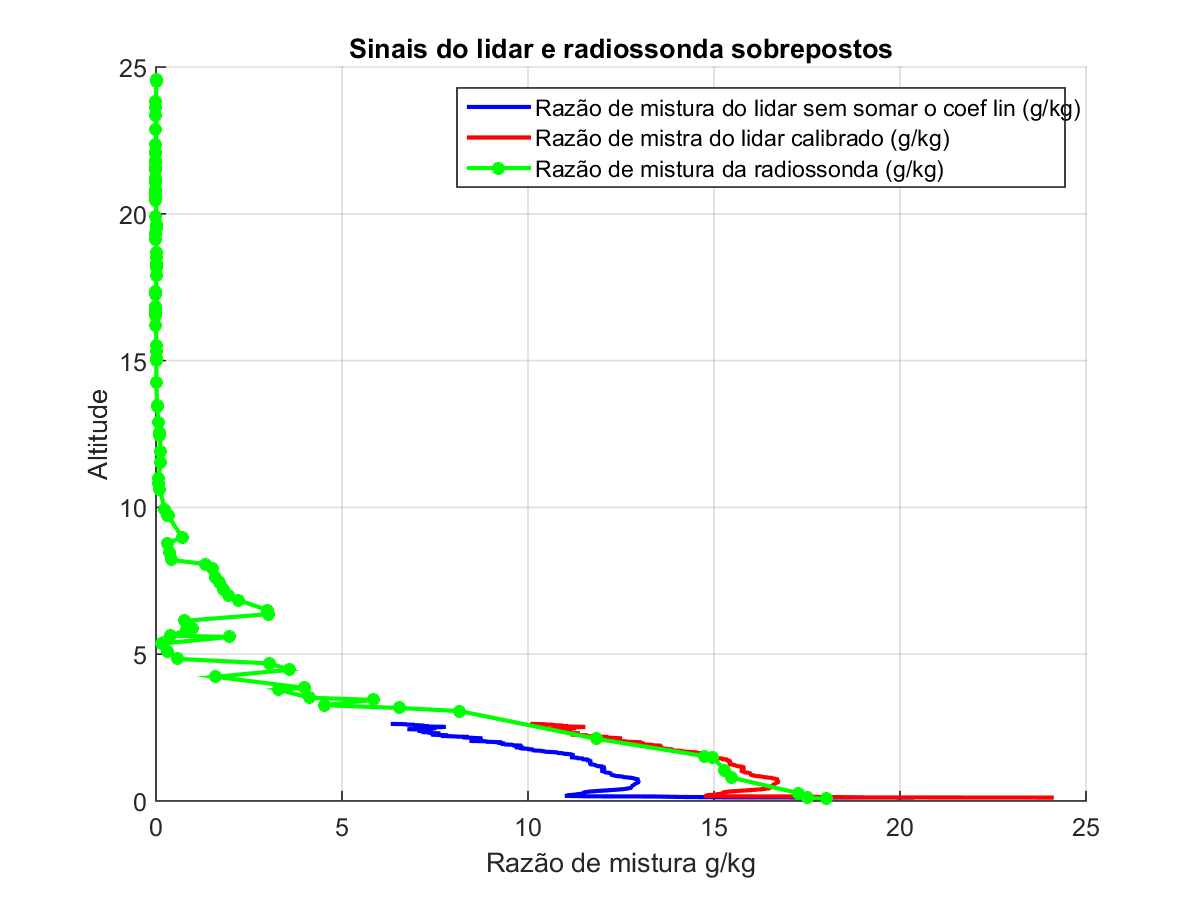 Sinais do lidar e radiossonda sobrepostos
Razão de mistura do lidar sem somar o coef lin (g/kg)
Razão de mistra do lidar calibrado (g/kg)
Razão de mistura da radiossonda (g/kg)
25
20
15
10
5
0
Altitude
0 5 10 15 20 25
Razão de mistura g/kg